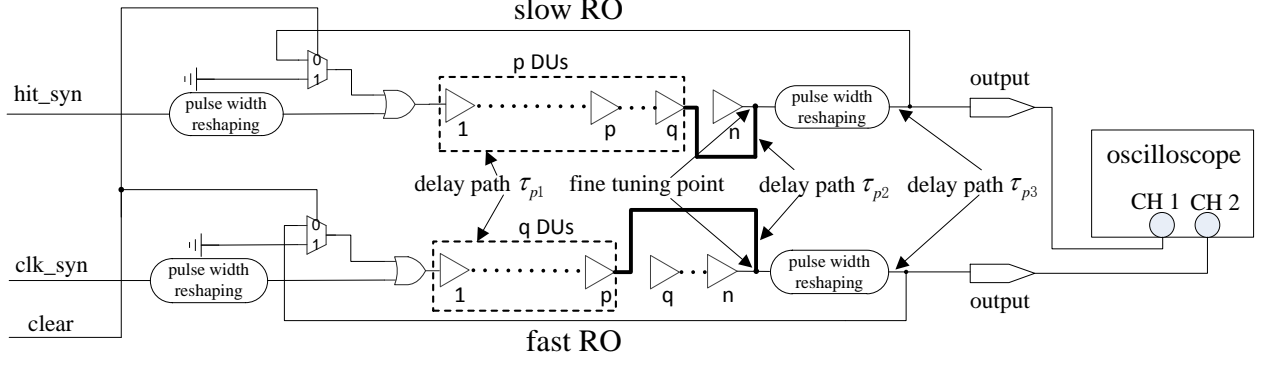 slow RO
p DUs
0
1
hit_syn
pulse width
reshaping
1
p
q
n
pulse width
reshaping
output
oscilloscope
CH 1 CH 2
delay path τp1
fine tuning point
delay path τp2
delay path τp3
q DUs
0
1
clk_syn
pulse width
reshaping
1
p
q
n
pulse width
reshaping
output
clear
fast RO